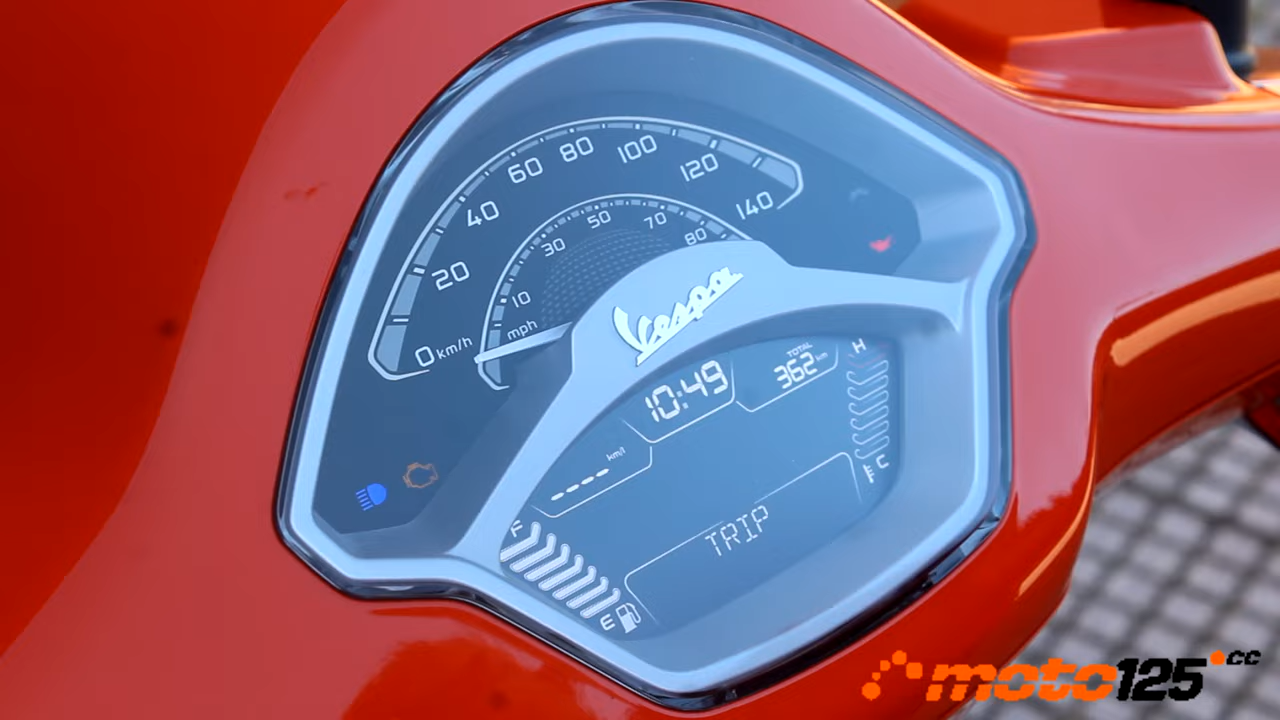 0 km/h
20
40
60
80
100
120
140
mph
10
30
50
70
80
Vespa
10:49
TOTAL
362 km
H
C
km/l
----
F
E
TRIP
moto125.cc